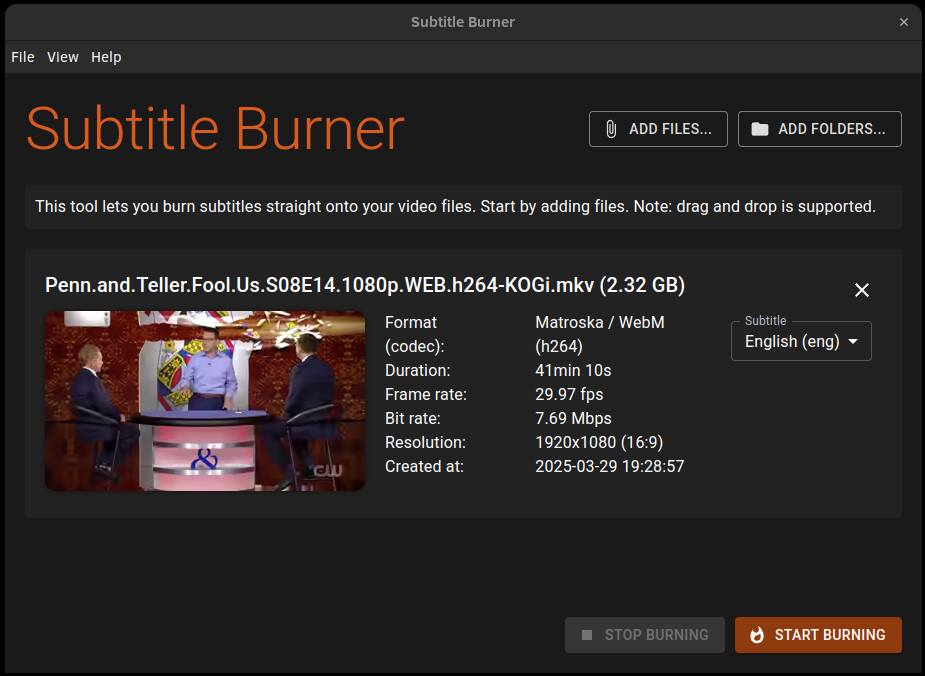 Subtitle Burner
File View Help
Subtitle Burner
ADD FILES...
ADD FOLDERS...
This tool lets you burn subtitles straight onto your video files. Start by adding files. Note: drag and drop is supported.
Penn.and.Teller.Fool.Us.S08E14.1080p.WEB.h264-KOGi.mkv (2.32 GB)
Format (codec): Matroska / WebM (h264)
Duration: 41min 10s
Frame rate: 29.97 fps
Bit rate: 7.69 Mbps
Resolution: 1920x1080 (16:9)
Created at: 2025-03-29 19:28:57
Subtitle
English (eng)
&
CW
STOP BURNING
START BURNING